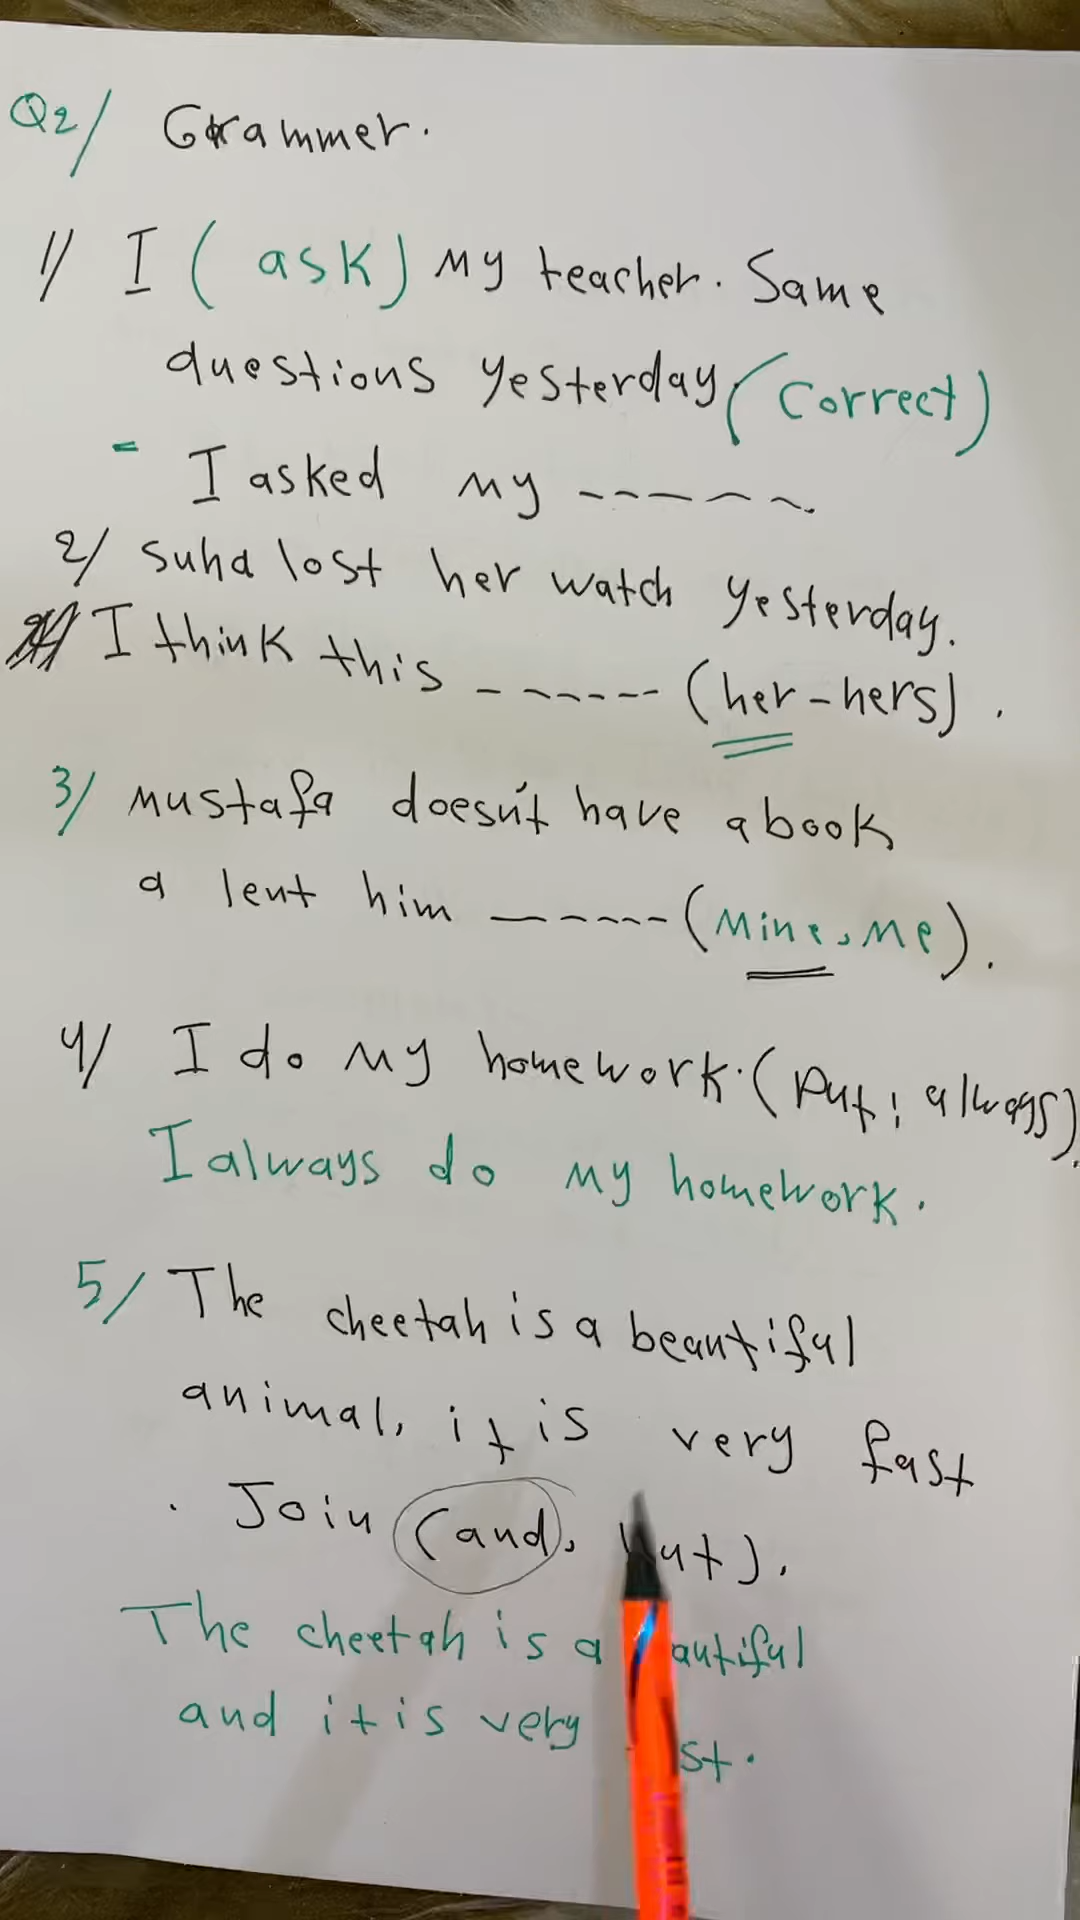 Q2/ Grammer.
1/ I (ask) my teacher. Same
questions yesterday (Correct)
- I asked my ------.
2/ suha lost her watch yesterday.
I think this ------ (her-hers).
3/ mustafa doesn't have a book
a lent him ------ (Mine, Me).
4/ I do my homework. (Put: always).
I always do my homework.
5/ The cheetah is a beautiful
animal, it is very fast
. Join (and, but).
The cheetah is a beautiful
and it is very fast.